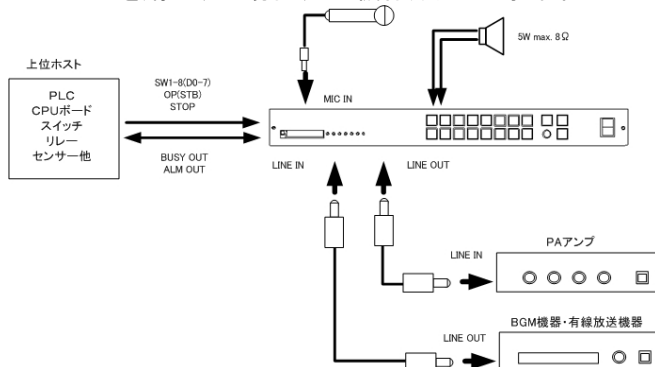 5W max. 8Ω
上位ホスト
PLC
CPUボード
スイッチ
リレー
センサー他
SW1-8(D0-7)
OP(STB)
STOP
BUSY OUT
ALM OUT
MIC IN
LINE IN
LINE OUT
LINE IN
PAアンプ
LINE OUT
BGM機器・有線放送機器